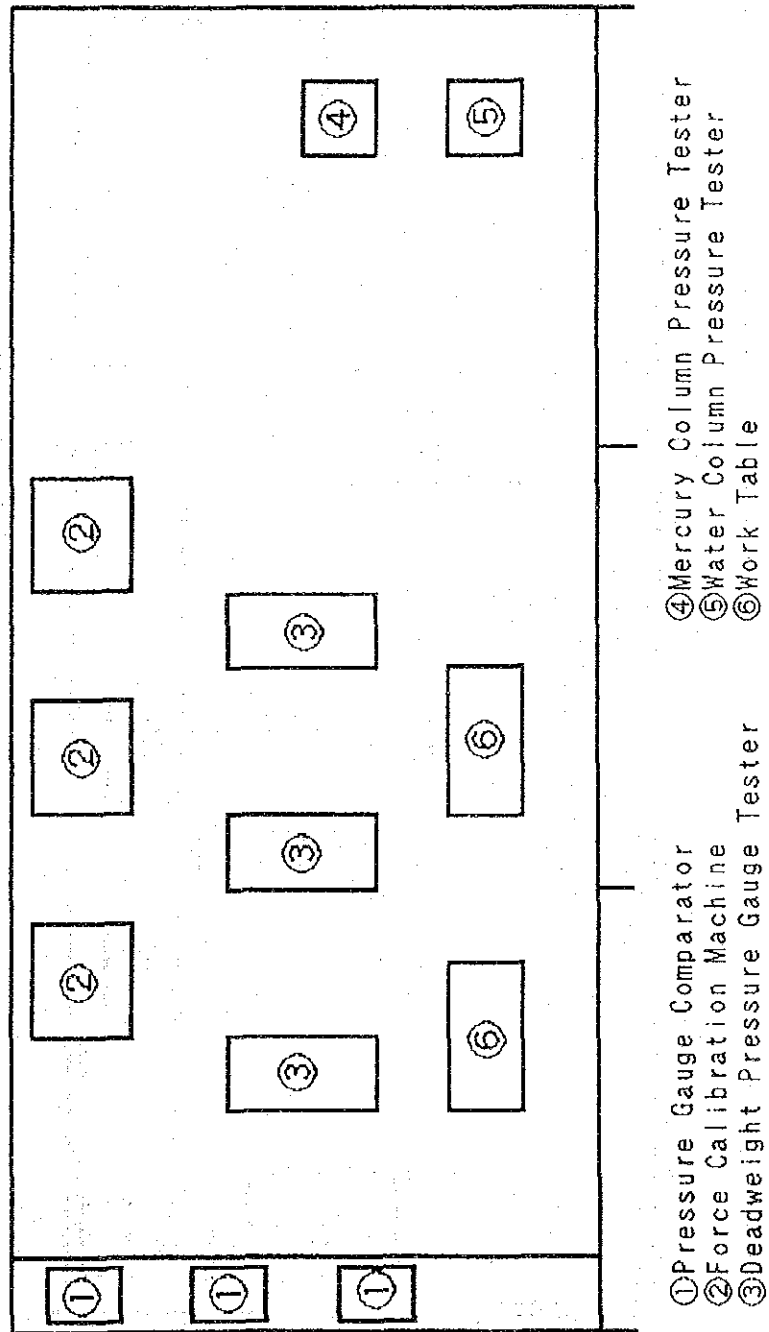 ① ② ② ②
①
③ ③ ③ ④
①
⑥ ⑥ ⑤
①Pressure Gauge Comparator
②Force Calibration Machine
③Deadweight Pressure Gauge Tester
④Mercury Column Pressure Tester
⑤Water Column Pressure Tester
⑥Work Table